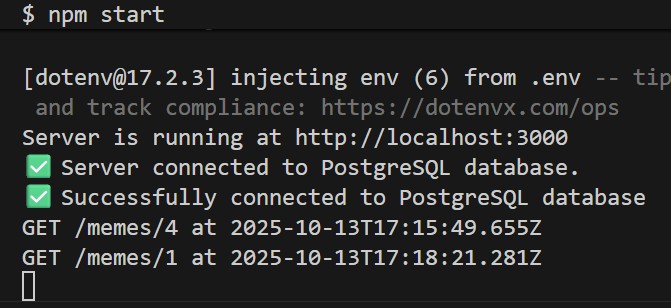 $ npm start
[dotenv@17.2.3] injecting env (6) from .env -- tip
and track compliance: https://dotenvx.com/ops
Server is running at http://localhost:3000
✅ Server connected to PostgreSQL database.
✅ Successfully connected to PostgreSQL database
GET /memes/4 at 2025-10-13T17:15:49.655Z
GET /memes/1 at 2025-10-13T17:18:21.281Z